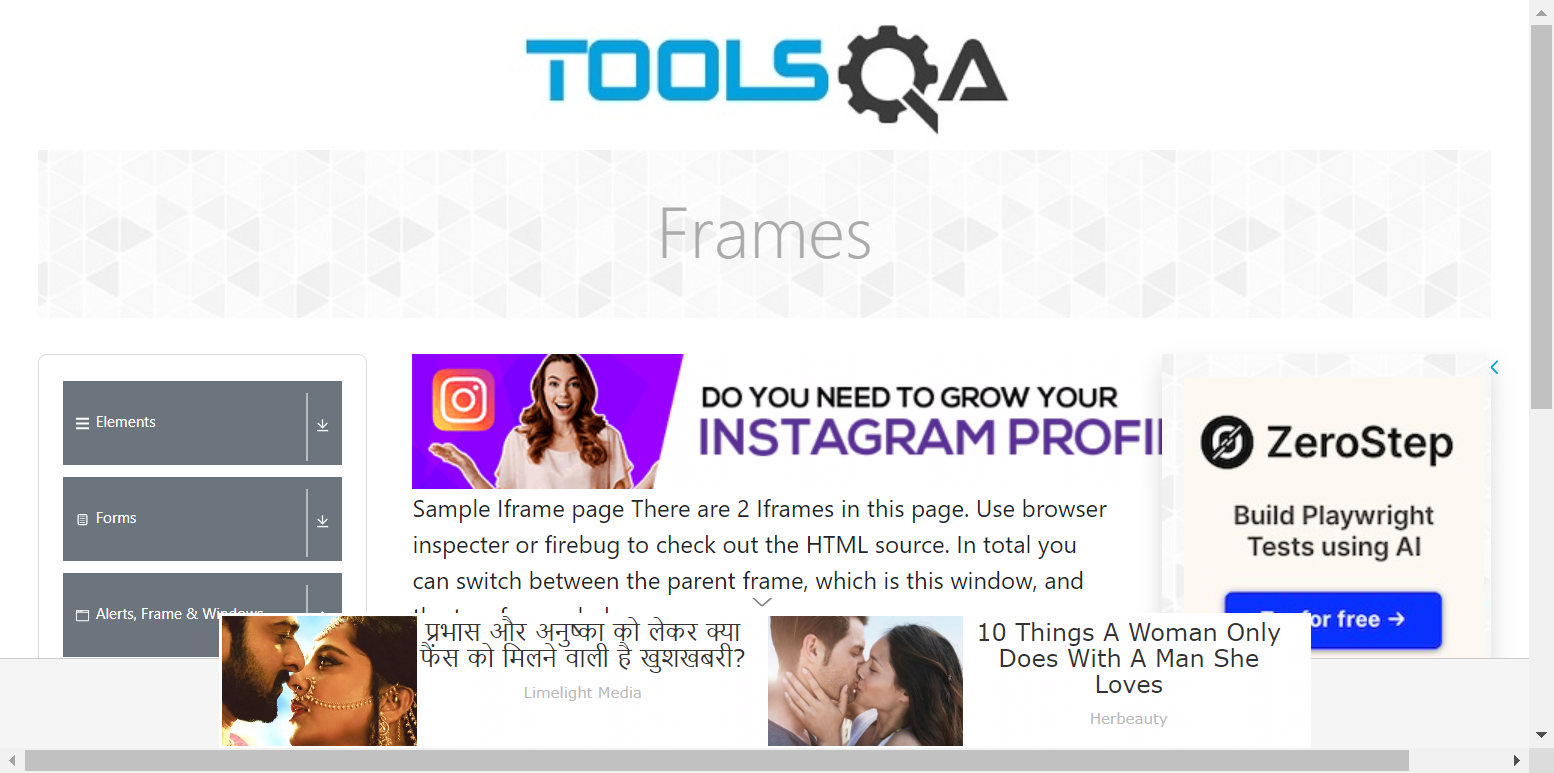 TOOLSQA
Frames
Elements
Forms
Alerts, Frame & Windows
DO YOU NEED TO GROW YOUR
INSTAGRAM PROFI
Sample Iframe page There are 2 Iframes in this page. Use browser
inspecter or firebug to check out the HTML source. In total you
can switch between the parent frame, which is this window, and
ZeroStep
Build Playwright
Tests using AI
for free →
प्रभास और अनुष्का को लेकर क्या
फैंस को मिलने वाली है खुशखबरी?
Limelight Media
10 Things A Woman Only
Does With A Man She
Loves
Herbeauty